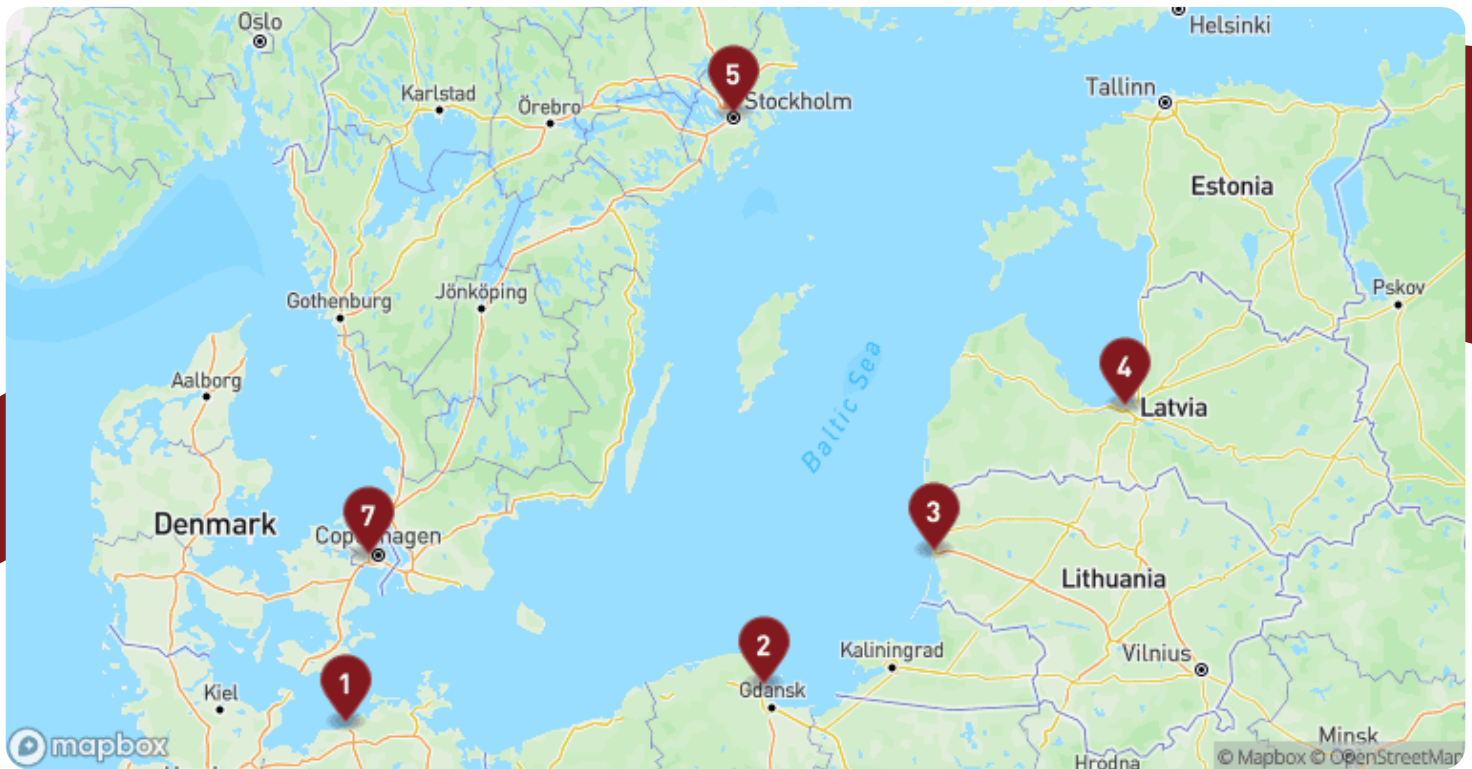 Oslo
Helsinki
5
Karlstad
Örebro
Stockholm
Tallinn
Estonia
Pskov
Gothenburg
Jönköping
Baltic Sea
Aalborg
4
Latvia
3
7
Denmark
Copenhagen
Lithuania
2
Kaliningrad
Vilnius
1
Kiel
Gdansk
mapbox
Minsk
Hrodna
© Mapbox © OpenStreetMap